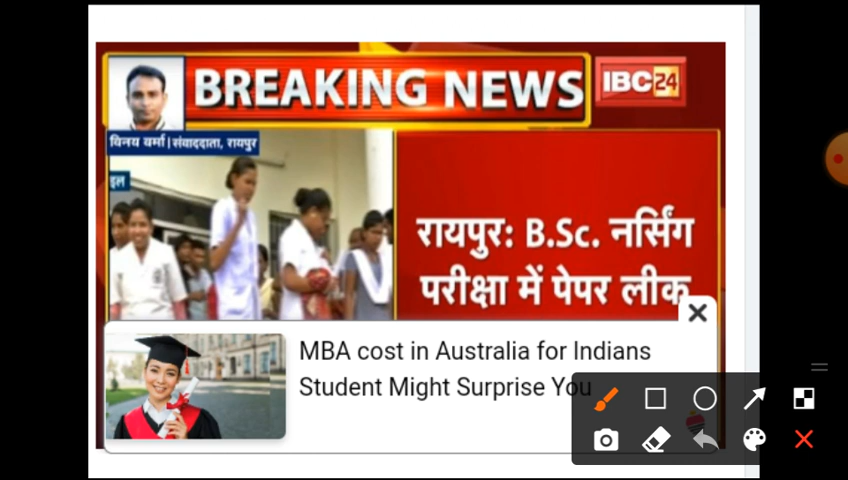 BREAKING NEWS
IBC24
विनय वर्मा | संवाददाता, रायपुर
इल
रायपुर: B.Sc. नर्सिंग
परीक्षा में पेपर लीक
MBA cost in Australia for Indians
Student Might Surprise You